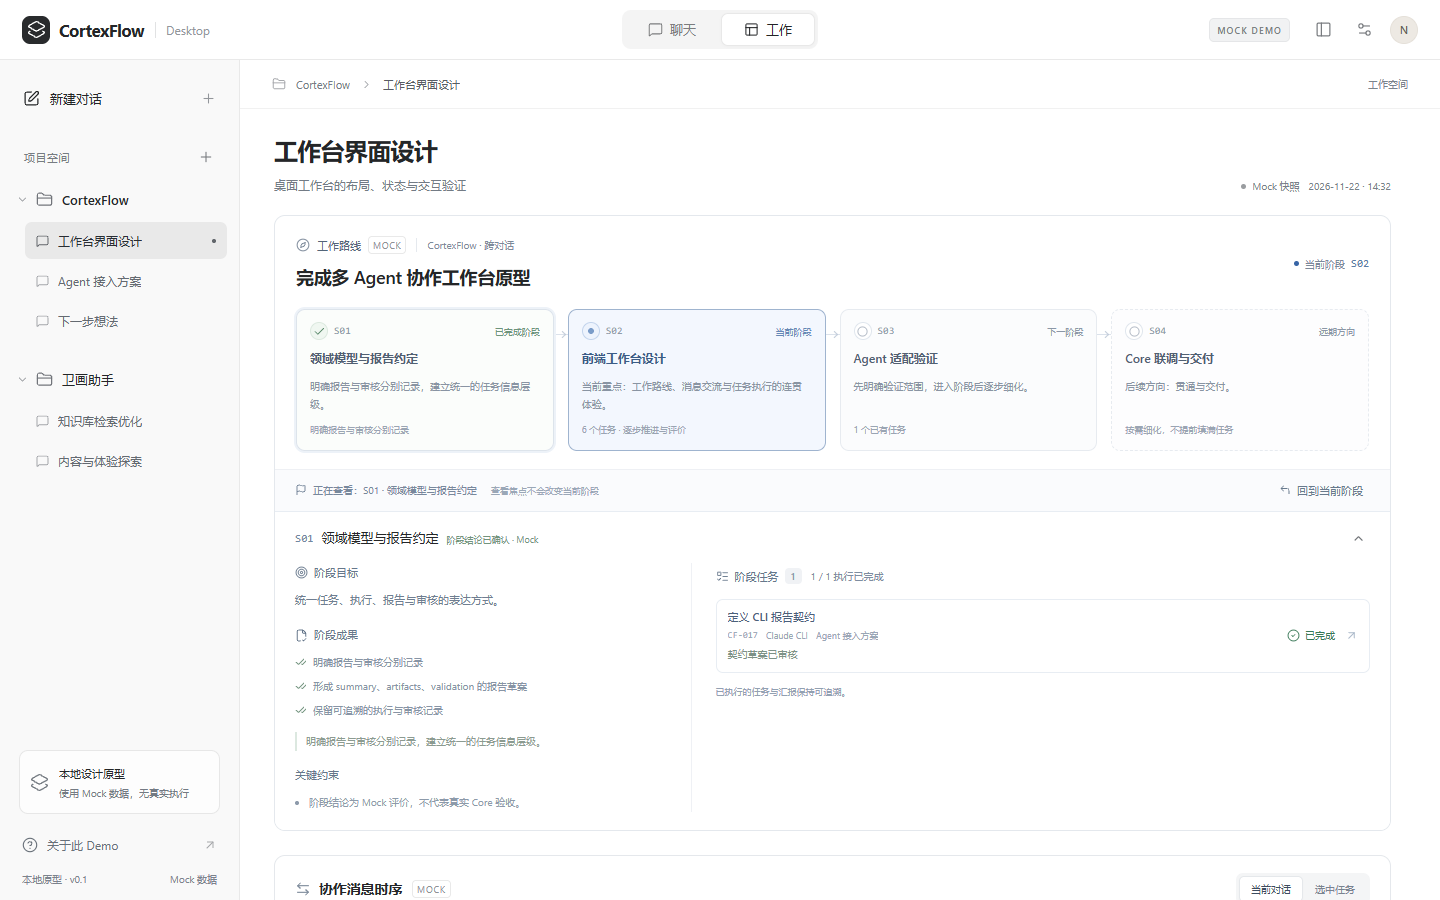 CortexFlow
Desktop
聊天
工作
MOCK DEMO
N
新建对话
项目空间
CortexFlow
工作台界面设计
Agent 接入方案
下一步想法
卫画助手
知识库检索优化
内容与体验探索
本地设计原型
使用 Mock 数据，无真实执行
关于此 Demo
本地原型 · v0.1
Mock 数据
CortexFlow
工作台界面设计
工作空间
工作台界面设计
桌面工作台的布局、状态与交互验证
Mock 快照 2026-11-22 · 14:32
工作路线
MOCK
CortexFlow · 跨对话
完成多 Agent 协作工作台原型
当前阶段 S02
S01
已完成阶段
领域模型与报告约定
明确报告与审核分别记录，建立统一的任务信息层
级。
明确报告与审核分别记录
S02
当前阶段
前端工作台设计
当前重点：工作路线、消息交流与任务执行的连贯
体验。
6 个任务 · 逐步推进与评价
S03
下一阶段
Agent 适配验证
先明确验证范围，进入阶段后逐步细化。
1 个已有任务
S04
远期方向
Core 联调与交付
后续方向：贯通与交付。
按需细化，不提前填满任务
正在查看：S01 · 领域模型与报告约定
查看焦点不会改变当前阶段
回到当前阶段
S01 领域模型与报告约定 阶段结论已确认 · Mock
阶段目标
统一任务、执行、报告与审核的表达方式。
阶段成果
明确报告与审核分别记录
形成 summary、artifacts、validation 的报告草案
保留可追溯的执行与审核记录
明确报告与审核分别记录，建立统一的任务信息层级。
关键约束
阶段结论为 Mock 评价，不代表真实 Core 验收。
阶段任务 1 1 / 1 执行已完成
定义 CLI 报告契约
CF-017 Claude CLI Agent 接入方案
契约草案已审核
已完成
已执行的任务与汇报保持可追溯。
协作消息时序
MOCK
当前对话
选中任务